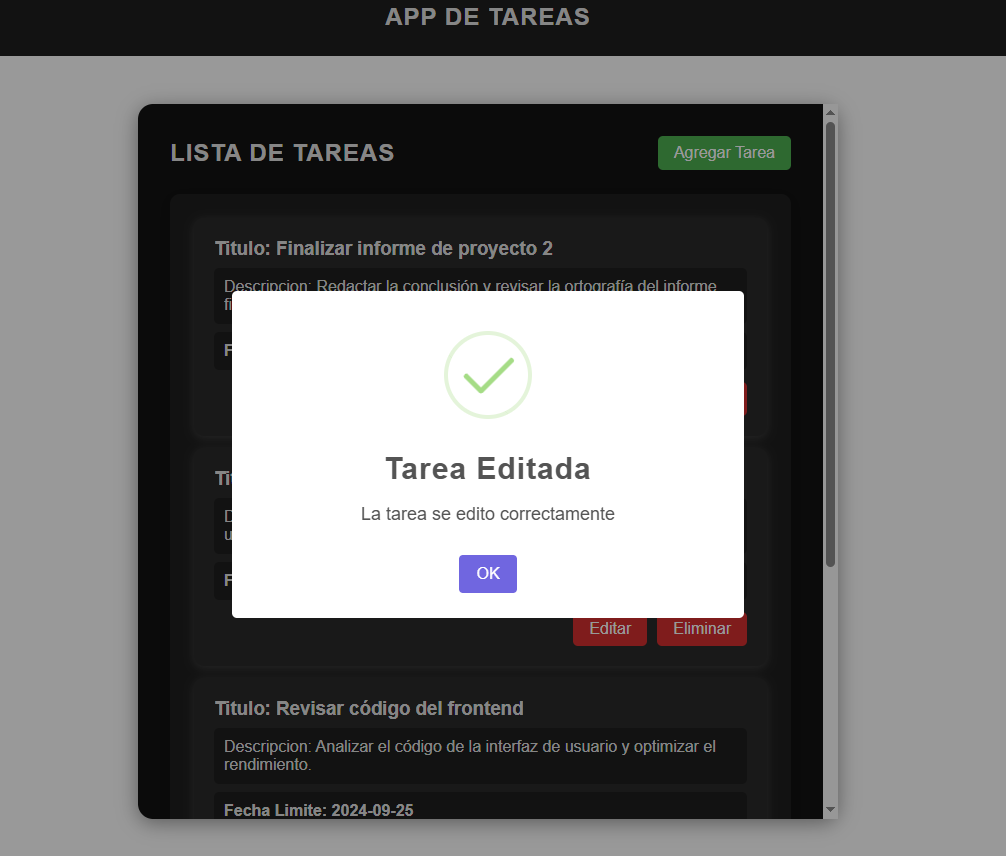 APP DE TAREAS
LISTA DE TAREAS
Agregar Tarea
Titulo: Finalizar informe de proyecto 2
Descripcion: Redactar la conclusión y revisar la ortografía del informe
Tarea Editada
La tarea se edito correctamente
OK
Editar
Eliminar
Titulo: Revisar código del frontend
Descripcion: Analizar el código de la interfaz de usuario y optimizar el
rendimiento.
Fecha Limite: 2024-09-25